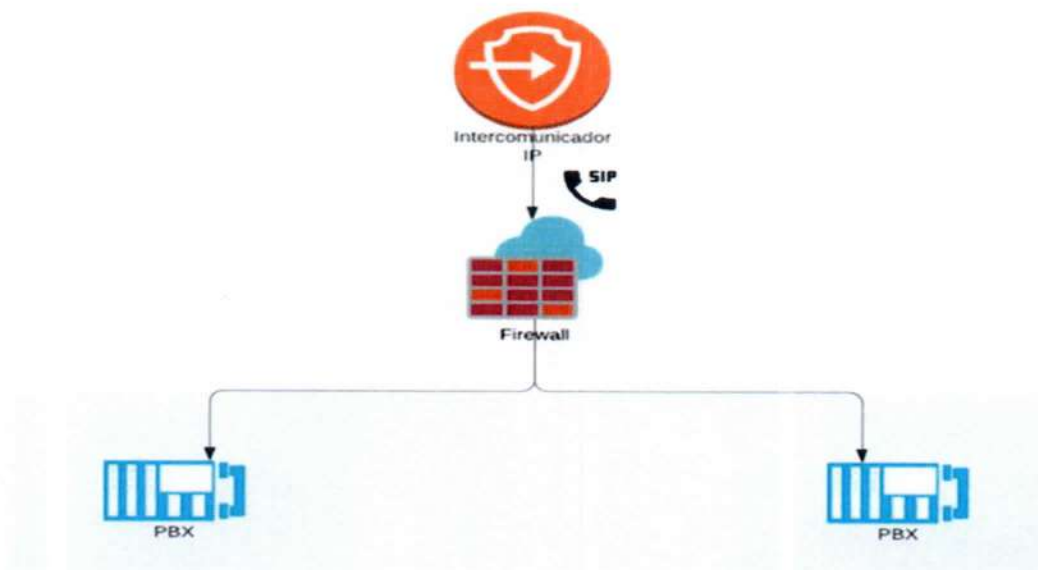 Intercomunicador
IP
SIP
Firewall
PBX
PBX